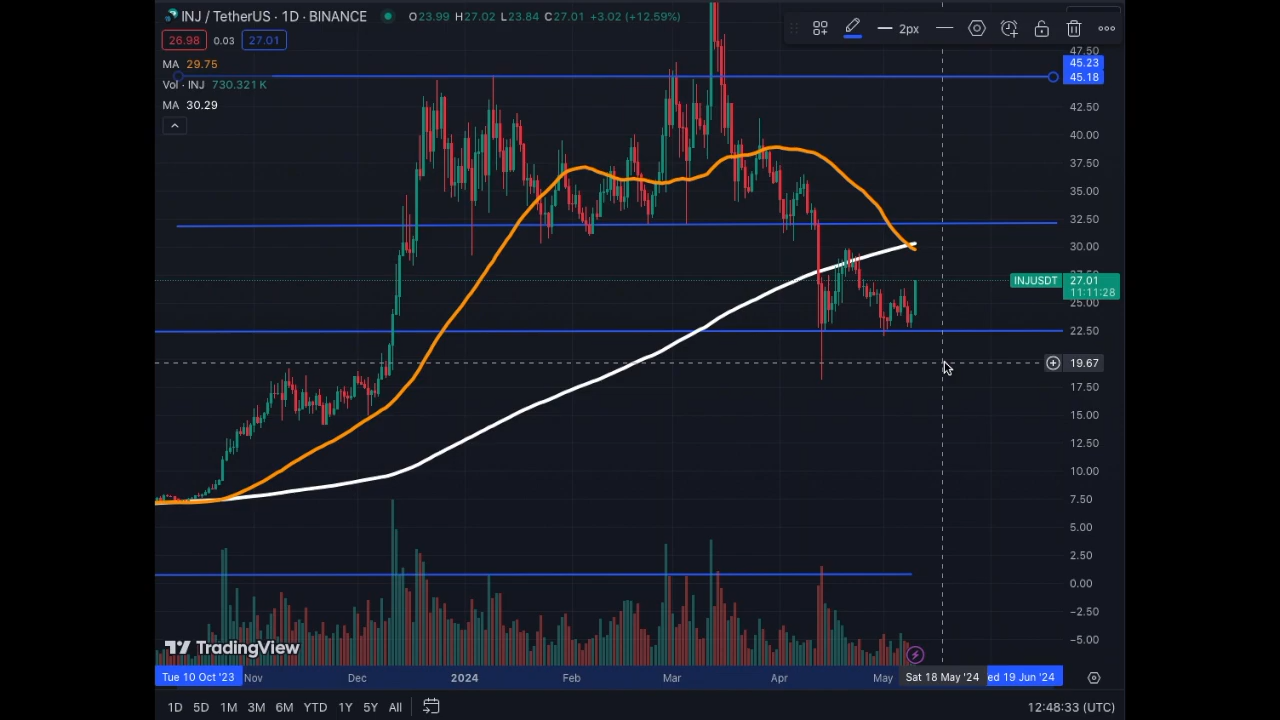 INJ / TetherUS · 1D · BINANCE O23.99 H27.02 L23.84 C27.01 +3.02 (+12.59%)
26.98 0.03 27.01
2px
MA 29.75
Vol · INJ 730.321 K
MA 30.29
47.50
45.23
45.18
42.50
40.00
37.50
35.00
32.50
30.00
27.50
INJUSDT 27.01
11:11:28
25.00
22.50
19.67
17.50
15.00
12.50
10.00
7.50
5.00
2.50
0.00
−2.50
−5.00
TradingView
Tue 10 Oct '23 Nov Dec 2024 Feb Mar Apr May Sat 18 May '24 ed 19 Jun '24
1D 5D 1M 3M 6M YTD 1Y 5Y All 12:48:33 (UTC)